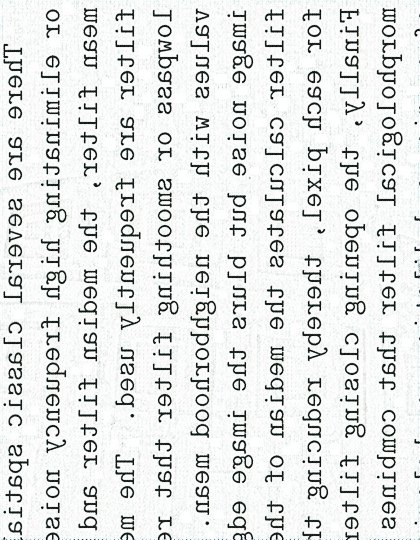 There are several classic spatial
or eliminating high frequency noise
mean filter, the median filter and
filter are frequently used. The me
lowpass or smoothing filter that re
values with the neighborhood mean.
image noise but blurs the image edge
filter calculates the median of the
for each pixel, thereby reducing th
Finally, the opening closing filter
morphological filter that combines